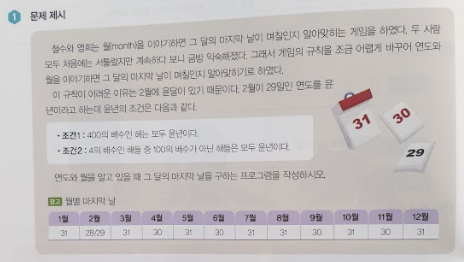 1 문제 제시
철수와 영희는 월(month)을 이야기하면 그 달의 마지막 날이 며칠인지 알아맞히는 게임을 하였다. 두 사람
모두 처음에는 서툴렀지만 계속하다 보니 금방 익숙해졌다. 그래서 게임의 규칙을 조금 어렵게 바꾸어 연도와
월을 이야기하면 그 달의 마지막 날이 며칠인지 알아맞히기로 하였다.
이 규칙이 어려운 이유는 2월에 윤달이 있기 때문이다. 2월이 29일인 연도를 윤
년이라고 하는데 윤년의 조건은 다음과 같다.
• 조건1 : 400의 배수인 해는 모두 윤년이다.
• 조건2 : 4의 배수인 해들 중 100의 배수가 아닌 해들은 모두 윤년이다.
31
30
29
연도와 월을 알고 있을 때 그 달의 마지막 날을 구하는 프로그램을 작성하시오.
참고 월별 마지막 날
1월 2월 3월 4월 5월 6월 7월 8월 9월 10월 11월 12월
31 28/29 31 30 31 30 31 31 30 31 30 31